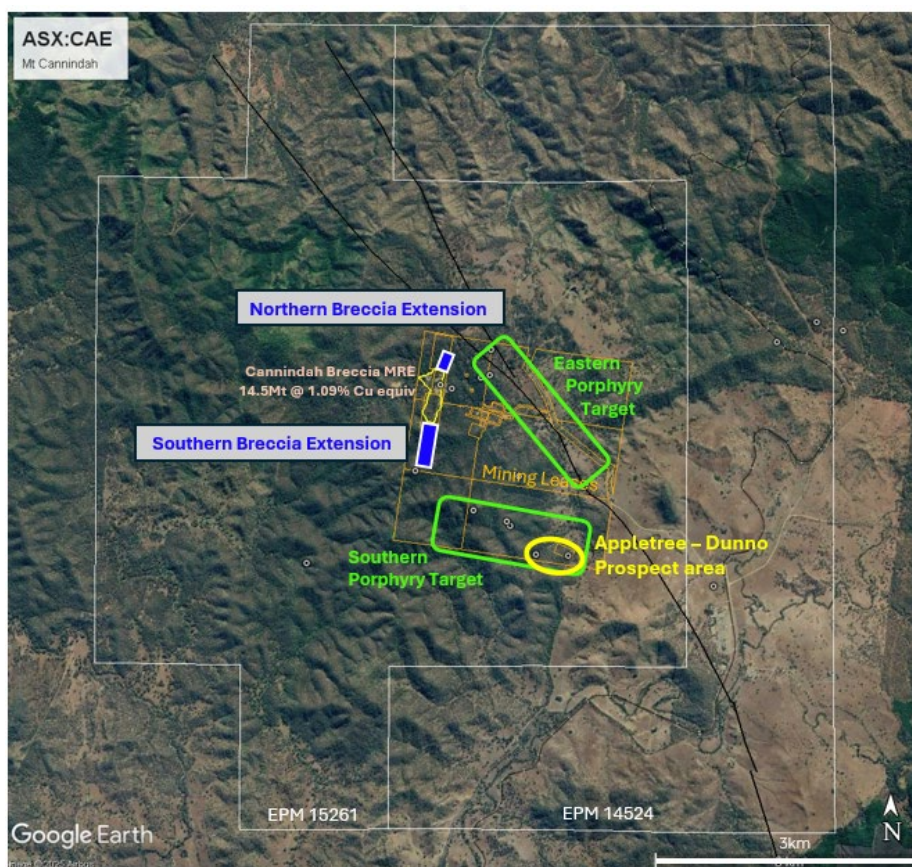 ASX:CAE
Mt Cannindah
Northern Breccia Extension
Cannindah Breccia MRE
14.5Mt @ 1.09% Cu equiv
Eastern
Porphyry
Target
Southern Breccia Extension
Mining Leases
Appletree – Dunno
Prospect area
Southern
Porphyry Target
EPM 15261
EPM 14524
Google Earth
3km
N